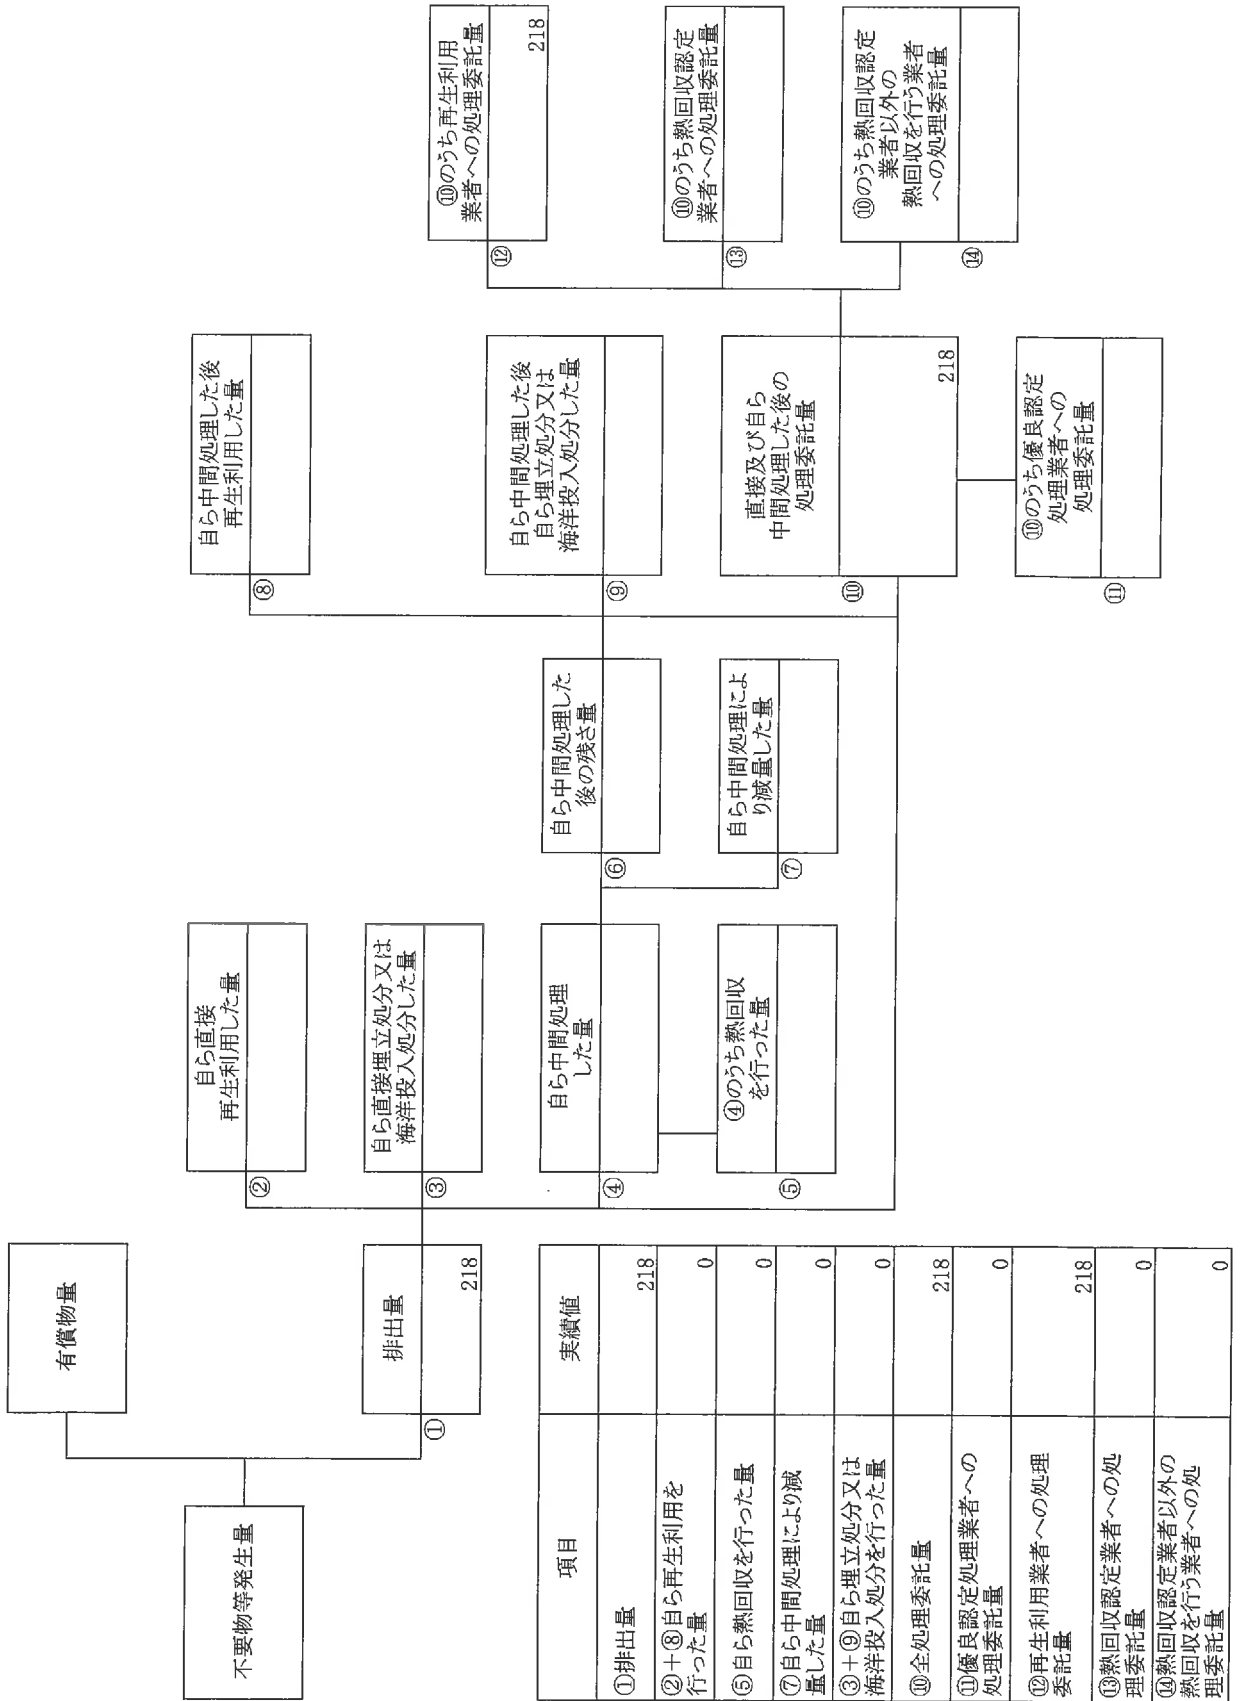 不要物等発生量
有償物量
排出量
①
218
自ら直接
再生利用した量
②
自ら直接埋立処分又は
海洋投入処分した量
③
自ら中間処理
した量
④
④のうち熱回収
を行った量
⑤
自ら中間処理した
後の残さ量
⑥
自ら中間処理によ
り減量した量
⑦
自ら中間処理した後
再生利用した量
⑧
自ら中間処理した後
自ら埋立処分又は
海洋投入処分した量
⑨
直接及び自ら
中間処理した後の
処理委託量
⑩
218
⑩のうち優良認定
処理業者への
処理委託量
⑪
⑩のうち再生利用
業者への処理委託量
⑫
218
⑩のうち熱回収認定
業者への処理委託量
⑬
⑩のうち熱回収認定
業者以外の
熱回収を行う業者
への処理委託量
⑭
項目 実績値
①排出量 218
②+⑧自ら再生利用を
行った量 0
⑤自ら熱回収を行った量 0
⑦自ら中間処理により減
量した量 0
③+⑨自ら埋立処分又は
海洋投入処分を行った量 0
⑩全処理委託量 218
⑪優良認定処理業者への
処理委託量 0
⑫再生利用業者への処理
委託量 218
⑬熱回収認定業者への処
理委託量 0
⑭熱回収認定業者以外の
熱回収を行う業者への処
理委託量 0